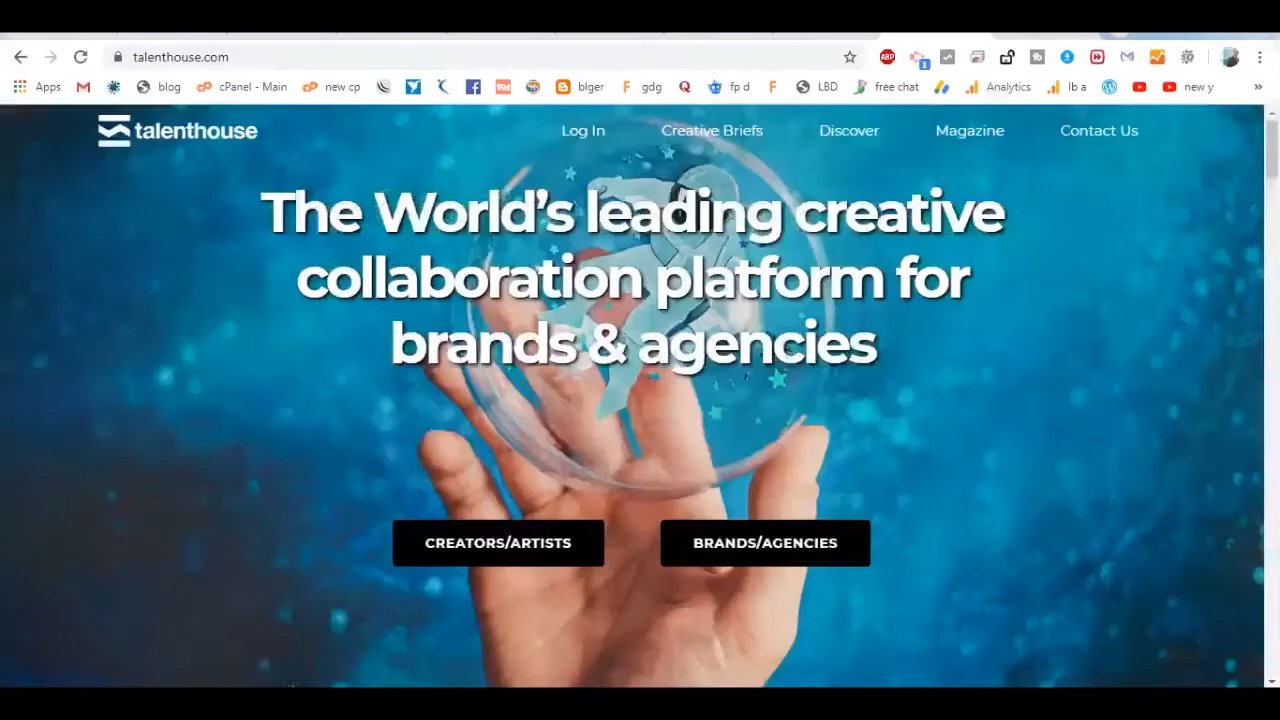 talenthouse.com
ABP
1
Apps
blog
cPanel - Main
new cp
blger
gdg
fp d
LBD
free chat
Analytics
lb a
new y
talenthouse
Log In
Creative Briefs
Discover
Magazine
Contact Us
The World's leading creative
collaboration platform for
brands & agencies
CREATORS/ARTISTS
BRANDS/AGENCIES